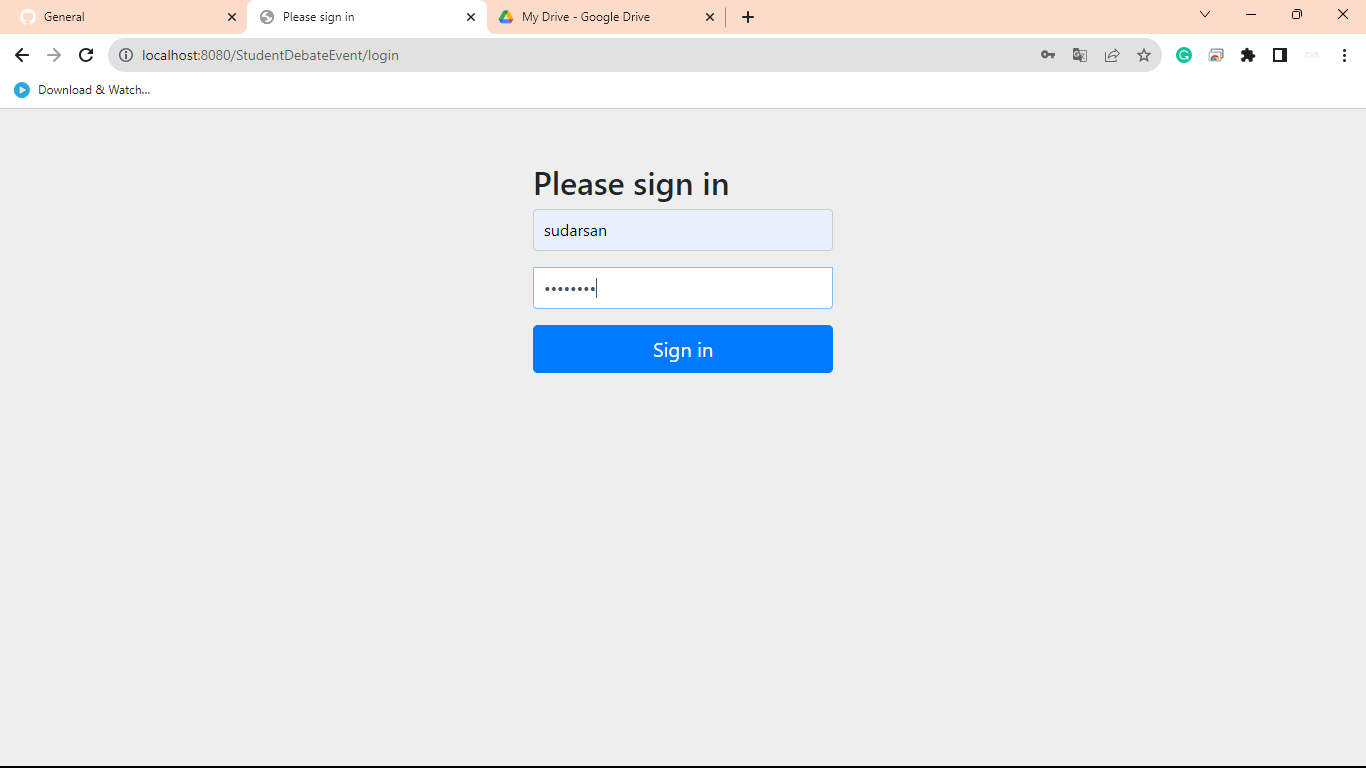 General
Please sign in
My Drive - Google Drive
localhost:8080/StudentDebateEvent/login
Download & Watch...
Please sign in
sudarsan
••••••••
Sign in